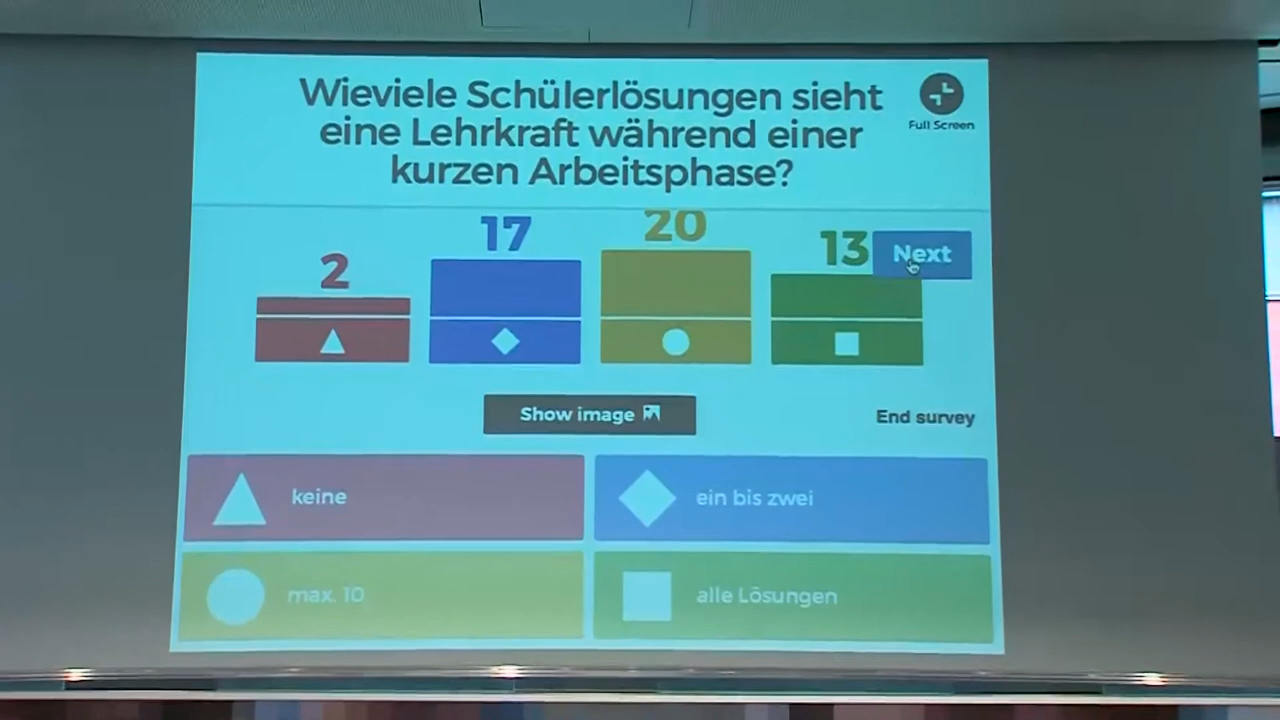 Wieviele Schülerlösungen sieht
eine Lehrkraft während einer
kurzen Arbeitsphase?
Full Screen
2
17
20
13
Next
Show image
End survey
keine
ein bis zwei
max. 10
alle Lösungen